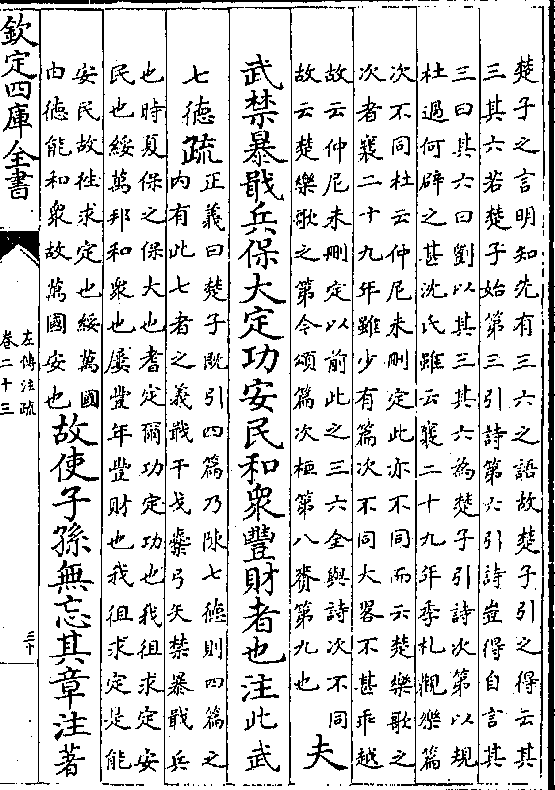 楚子之言明知先有三六之語故楚子引之得云其
三其六若楚子始第三引詩第六引詩豈得自言其
三曰其六曰劉以其三其六為楚子引詩次第以規
杜過何辟之甚沈氏雖云襄二十九年季札觀樂篇
次不同杜云仲尼未刪定此亦不同而云楚樂歌之
次者襄二十九年雖少有篇次不同大畧不甚乖越
故云仲尼未刪定以前此之三六全與詩次不同
故云楚樂歌之第今頌篇次桓第八賚第九也
夫
武禁暴戢兵保大定功安民和衆豐財者也注此武
七德疏
正義曰楚子既引四篇乃陳七德則四篇之
内有此七者之義戢干戈櫜弓矢禁暴戢兵
也時夏保之保大也耆定爾功定功也我徂求定安
民也綏萬邦和衆也屢豐年豐財也我徂求定是能
安民故往求定也綏萬國
由德能和衆故萬國安也
故使子孫無忘其章注著
欽定四庫全書
左傳注疏
卷二十三
三十